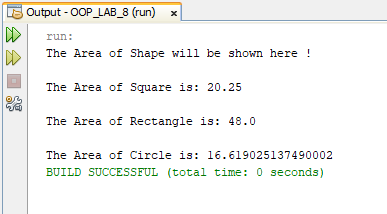 Output - OOP_LAB_8 (run)
run:
The Area of Shape will be shown here !
The Area of Square is: 20.25
The Area of Rectangle is: 48.0
The Area of Circle is: 16.619025137490002
BUILD SUCCESSFUL (total time: 0 seconds)